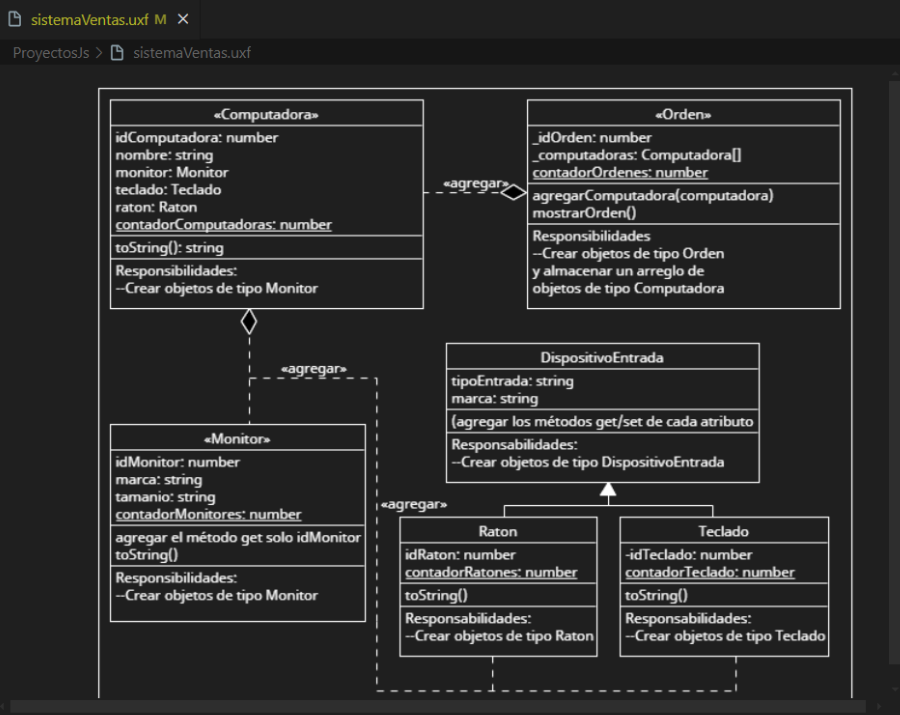 sistemaVentas.uxf M
ProyectosJs > sistemaVentas.uxf
«Computadora»
idComputadora: number
nombre: string
monitor: Monitor
teclado: Teclado
raton: Raton
contadorComputadoras: number
toString(): string
Responsibilidades:
--Crear objetos de tipo Monitor
«agregar»
«Orden»
_idOrden: number
_computadoras: Computadora[]
contadorOrdenes: number
agregarComputadora(computadora)
mostrarOrden()
Responsibilidades
--Crear objetos de tipo Orden
y almacenar un arreglo de
objetos de tipo Computadora
«agregar»
DispositivoEntrada
tipoEntrada: string
marca: string
(agregar los métodos get/set de cada atributo
Responsabilidades:
--Crear objetos de tipo DispositivoEntrada
«Monitor»
idMonitor: number
marca: string
tamanio: string
contadorMonitores: number
agregar el método get solo idMonitor
toString()
Responsibilidades:
--Crear objetos de tipo Monitor
«agregar»
Raton
idRaton: number
contadorRatones: number
toString()
Responsabilidades:
--Crear objetos de tipo Raton
Teclado
-idTeclado: number
contadorTeclado: number
toString()
Responsabilidades:
--Crear objetos de tipo Teclado